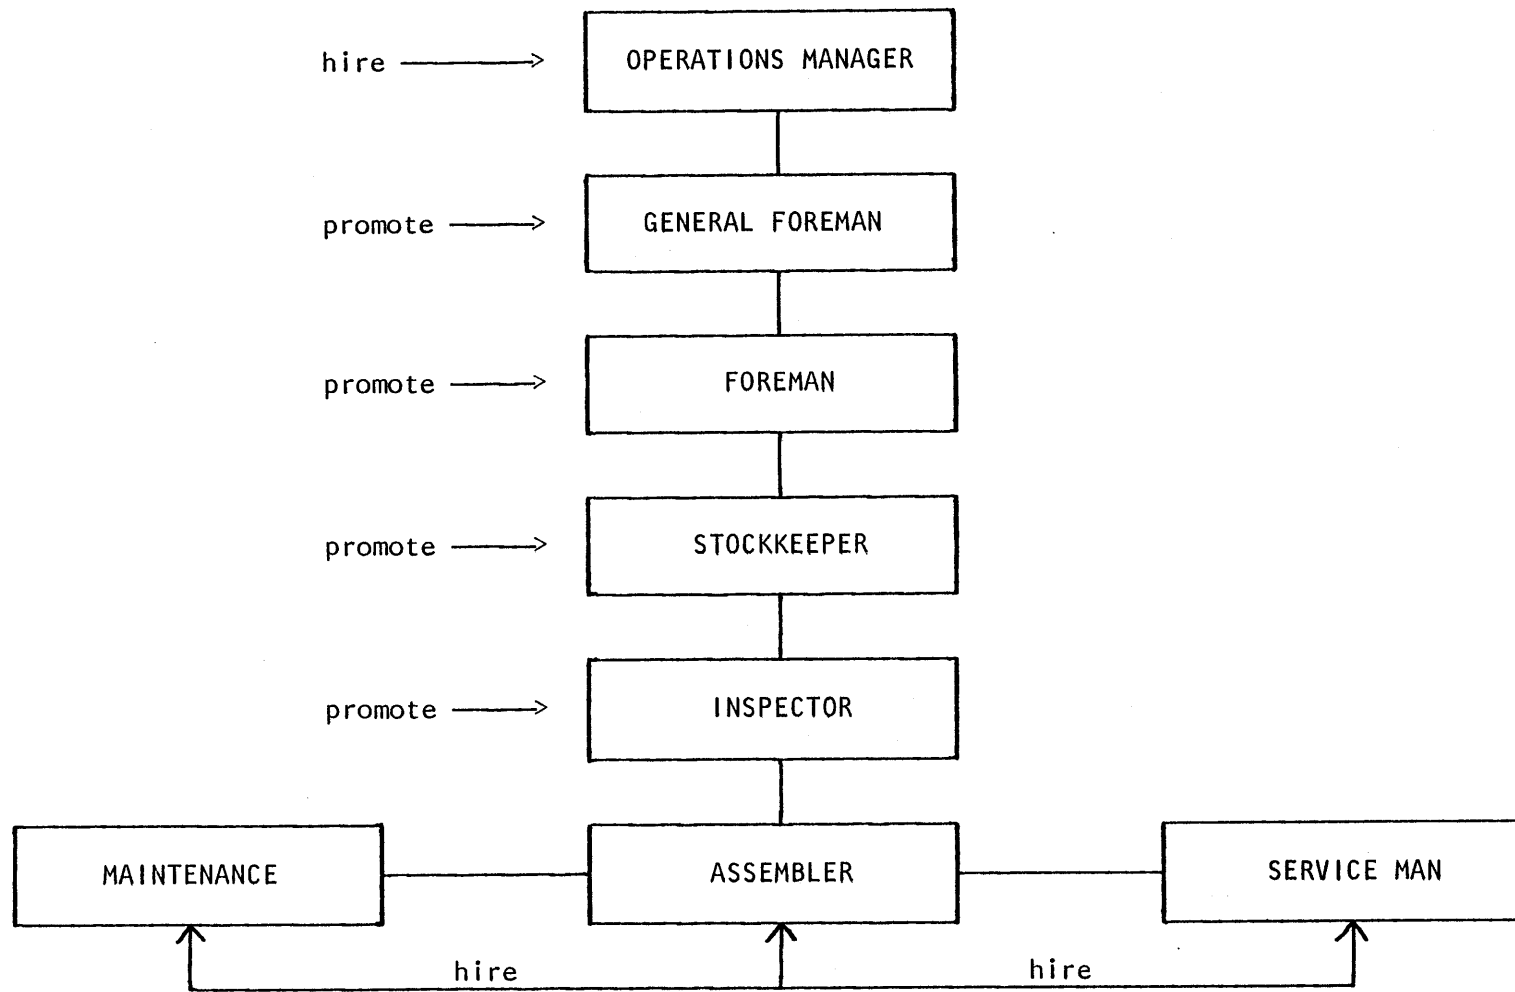 hire
OPERATIONS MANAGER
promote
GENERAL FOREMAN
promote
FOREMAN
promote
STOCKKEEPER
promote
INSPECTOR
MAINTENANCE
ASSEMBLER
SERVICE MAN
hire
hire